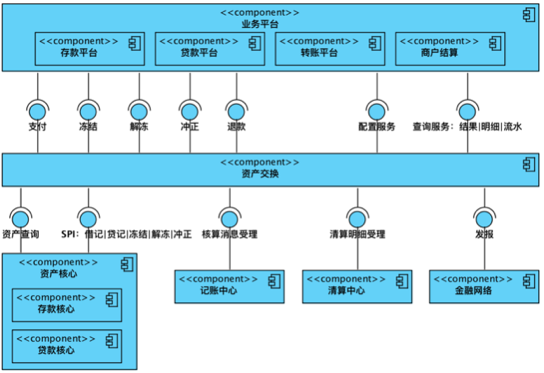 <<component>>
业务平台
<<component>>
存款平台
<<component>>
贷款平台
<<component>>
转账平台
<<component>>
商户结算
支付
冻结
解冻
冲正
退款
配置服务
查询服务：结果|明细|流水
<<component>>
资产交换
资产查询
SPI：借记|贷记|冻结|解冻|冲正
核算消息受理
清算明细受理
发报
<<component>>
资产核心
<<component>>
存款核心
<<component>>
贷款核心
<<component>>
记账中心
<<component>>
清算中心
<<component>>
金融网络